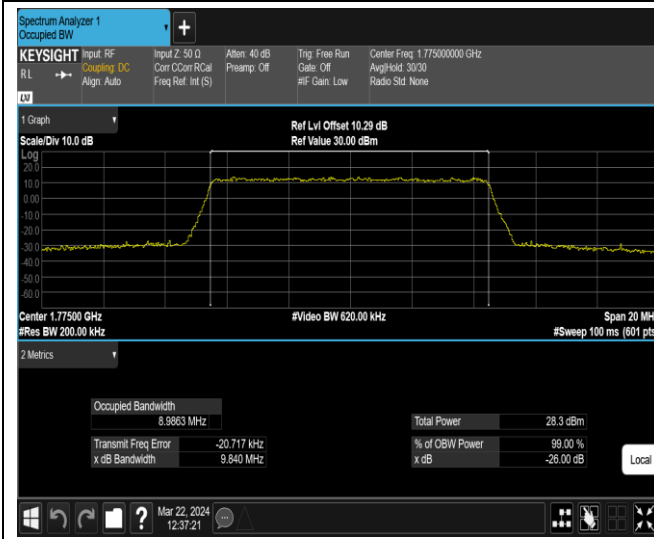 Spectrum Analyzer 1
Occupied BW
+
KEYSIGHT Input: RF Input Z: 50 Ω Atten: 40 dB Trig: Free Run Center Freq: 1.775000000 GHz
RL Coupling: DC Corr CCorr RCal Preamp: Off Gate: Off Avg|Hold: 30/30
Align: Auto Freq Ref: Int (S) #IF Gain: Low Radio Std: None
LXI
1 Graph
Ref Lvl Offset 10.29 dB
Scale/Div 10.0 dB Ref Value 30.00 dBm
Log
20.0
10.0
0.00
-10.0
-20.0
-30.0
-40.0
-50.0
-60.0
Center 1.77500 GHz #Video BW 620.00 kHz Span 20 MH
#Res BW 200.00 kHz #Sweep 100 ms (601 pts
2 Metrics
Occupied Bandwidth
8.9863 MHz Total Power 28.3 dBm
Transmit Freq Error -20.717 kHz % of OBW Power 99.00 %
x dB Bandwidth 9.840 MHz x dB -26.00 dB
Local
? Mar 22, 2024
12:37:21